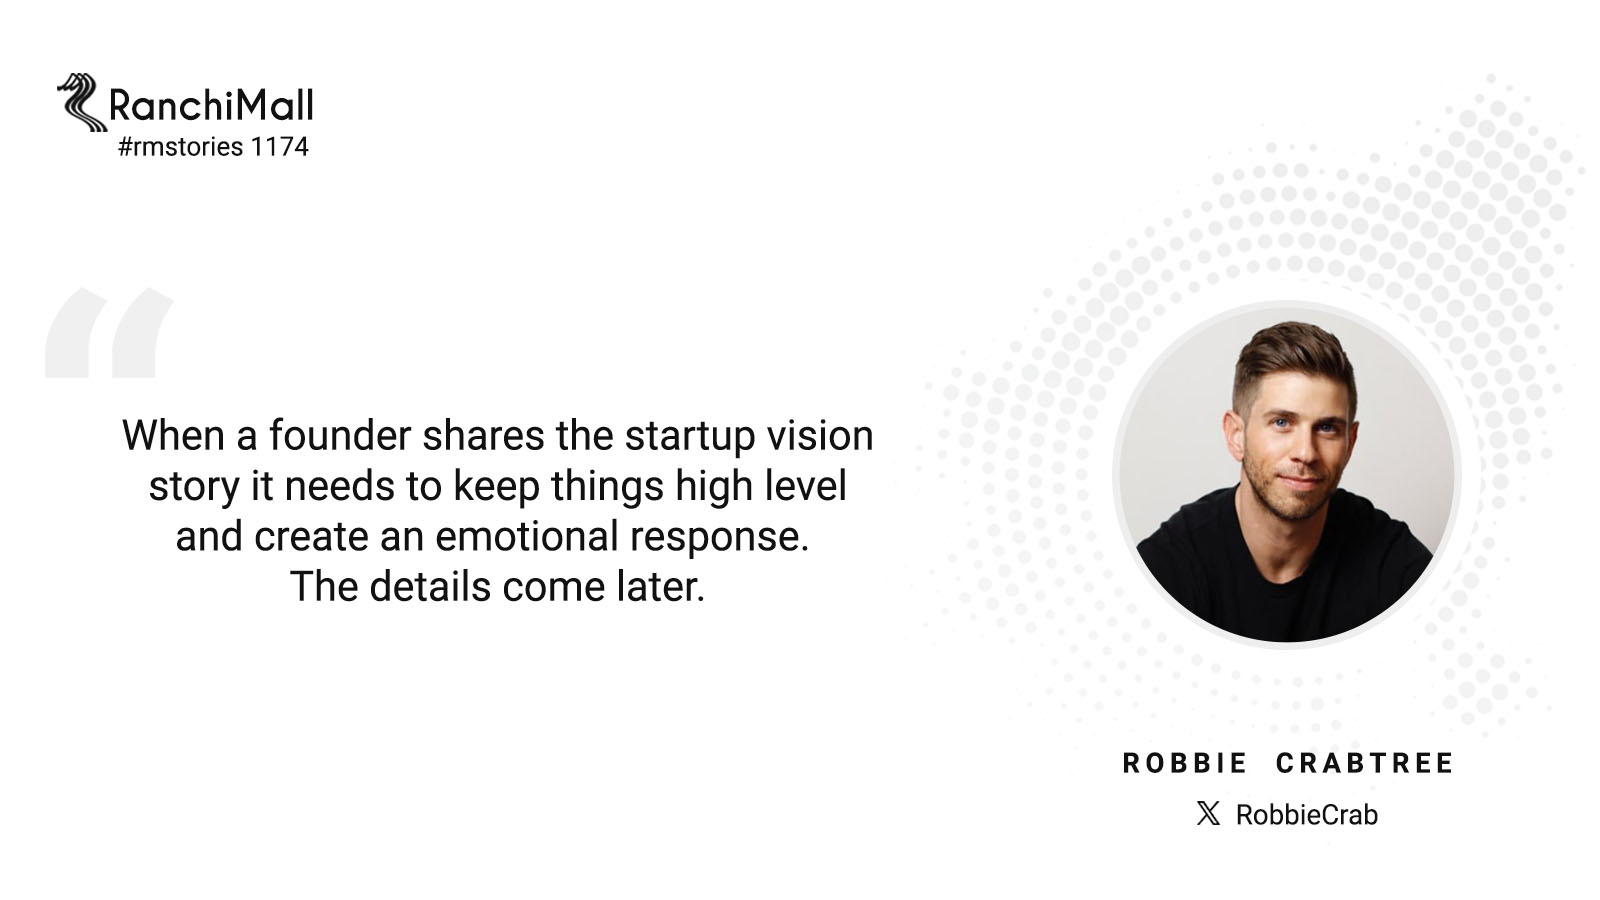 RanchiMall
#rmstories 1174
“
When a founder shares the startup vision
story it needs to keep things high level
and create an emotional response.
The details come later.
ROBBIE CRABTREE
𝕏 RobbieCrab